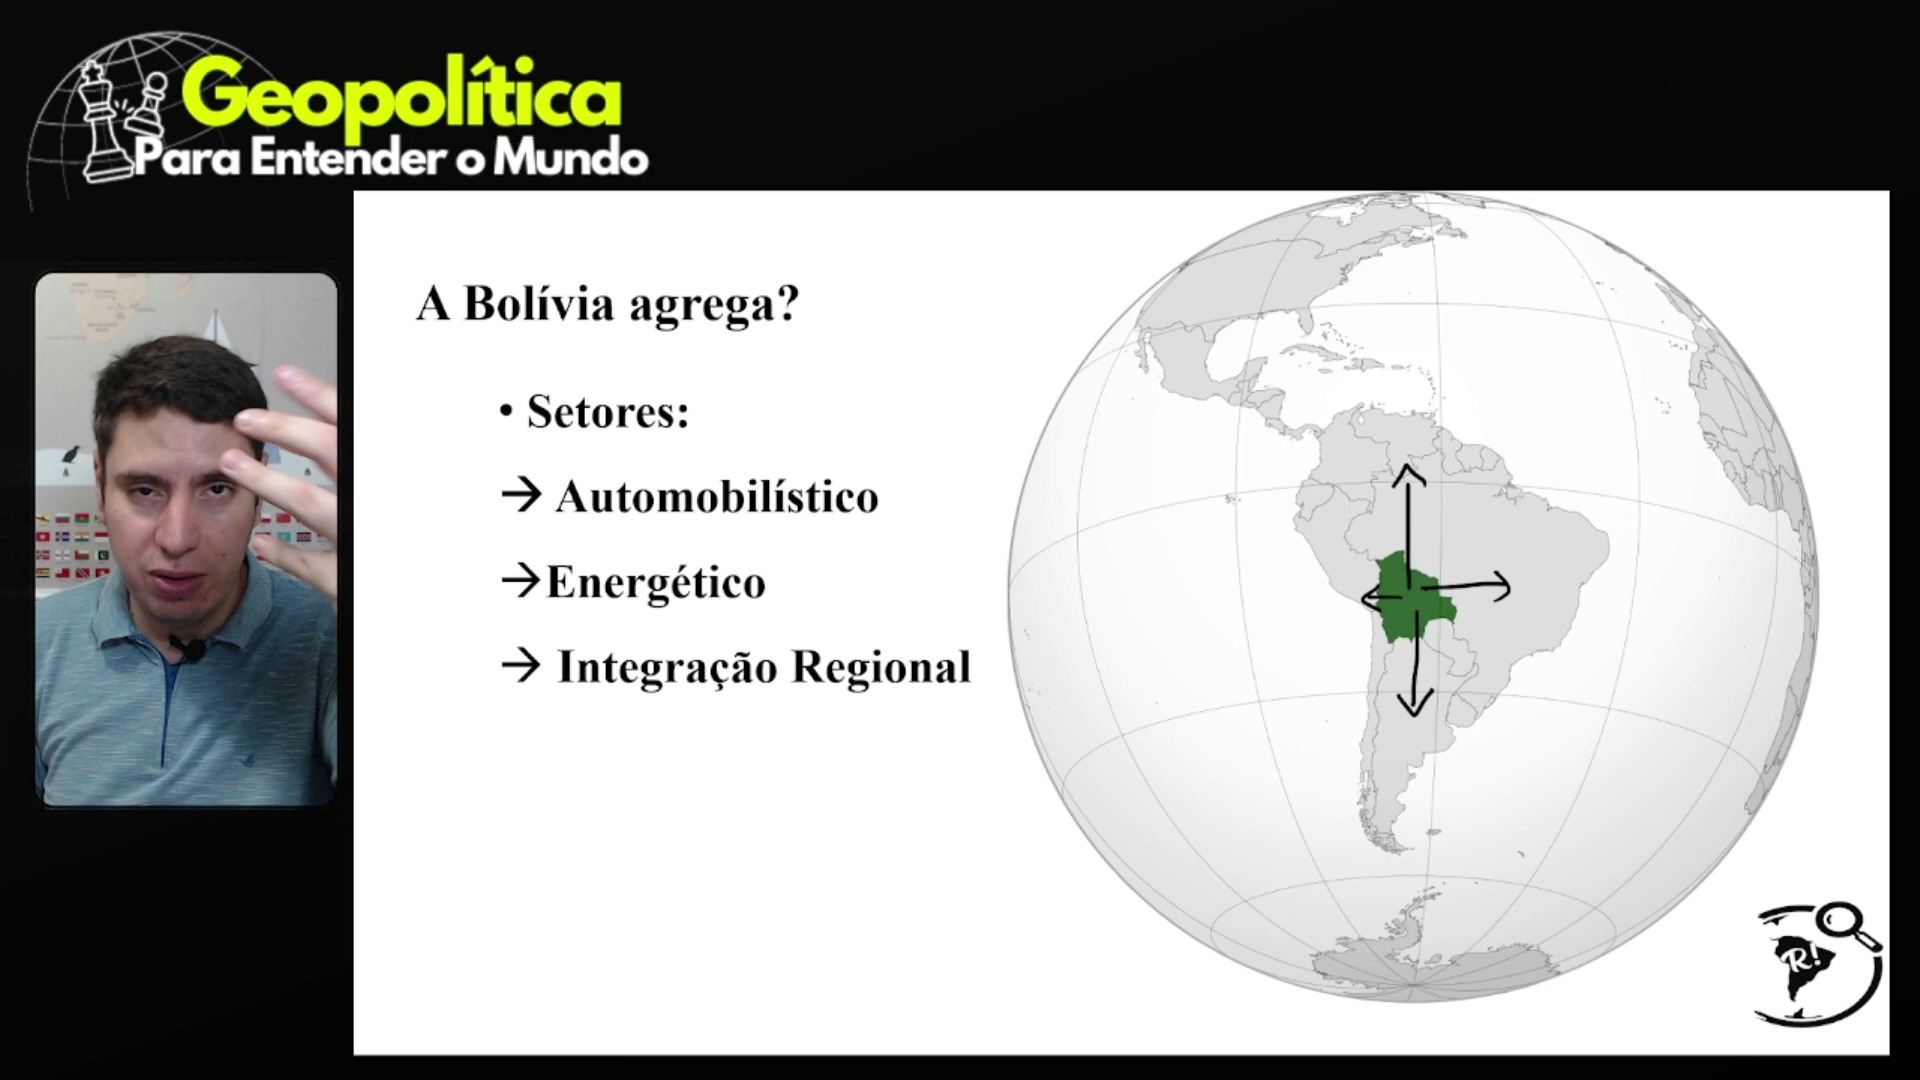 Geopolítica
Para Entender o Mundo
A Bolívia agrega?
• Setores:
→ Automobilístico
→Energético
→ Integração Regional
R!